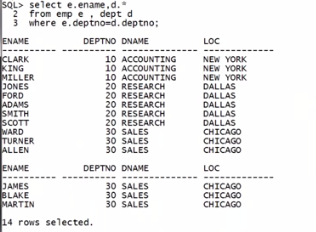 SQL> select e.ename,d.*
  2  from emp e , dept d
  3  where e.deptno=d.deptno;
ENAME          DEPTNO DNAME          LOC
---------- ---------- -------------- -------------
CLARK              10 ACCOUNTING     NEW YORK
KING               10 ACCOUNTING     NEW YORK
MILLER             10 ACCOUNTING     NEW YORK
JONES              20 RESEARCH       DALLAS
FORD               20 RESEARCH       DALLAS
ADAMS              20 RESEARCH       DALLAS
SMITH              20 RESEARCH       DALLAS
SCOTT              20 RESEARCH       DALLAS
WARD               30 SALES          CHICAGO
TURNER             30 SALES          CHICAGO
ALLEN              30 SALES          CHICAGO
ENAME          DEPTNO DNAME          LOC
---------- ---------- -------------- -------------
JAMES              30 SALES          CHICAGO
BLAKE              30 SALES          CHICAGO
MARTIN             30 SALES          CHICAGO
14 rows selected.